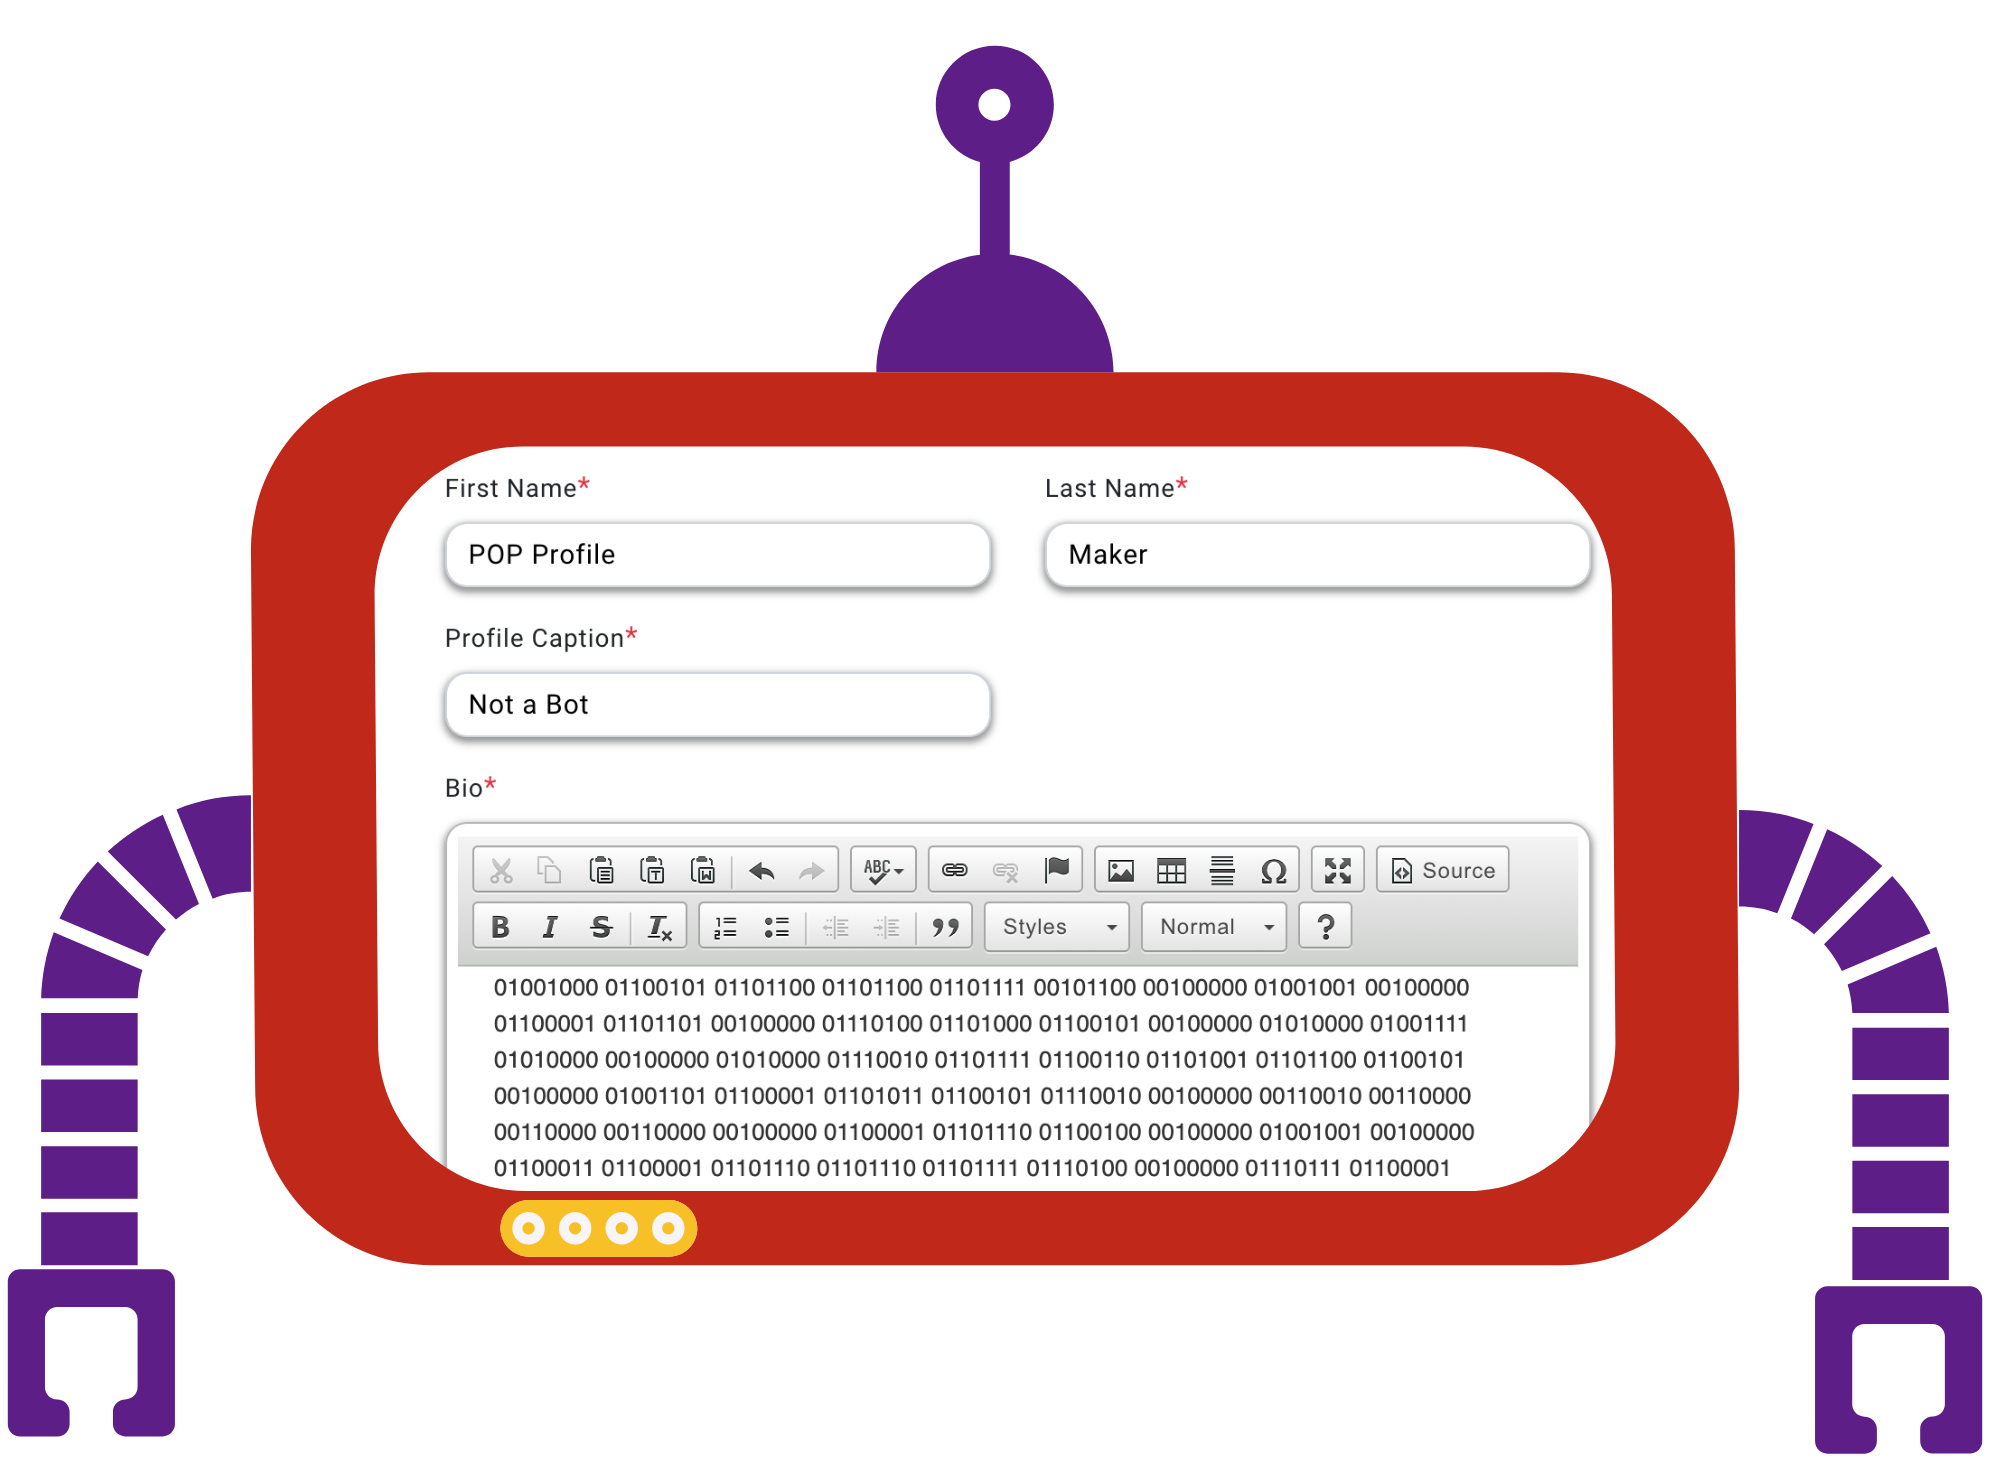 First Name* Last Name*
POP Profile Maker
Profile Caption*
Not a Bot
Bio*
ABC Source
B I S Ix Styles Normal ?
01001000 01100101 01101100 01101100 01101111 00101100 00100000 01001001 00100000
01100001 01101101 00100000 01110100 01101000 01100101 00100000 01010000 01001111
01010000 00100000 01010000 01110010 01101111 01100110 01101001 01101100 01100101
00100000 01001101 01100001 01101011 01100101 01110010 00100000 00110010 00110000
00110000 00110000 00100000 01100001 01101110 01100100 00100000 01001001 00100000
01100011 01100001 01101110 01101110 01101111 01110100 00100000 01110111 01100001